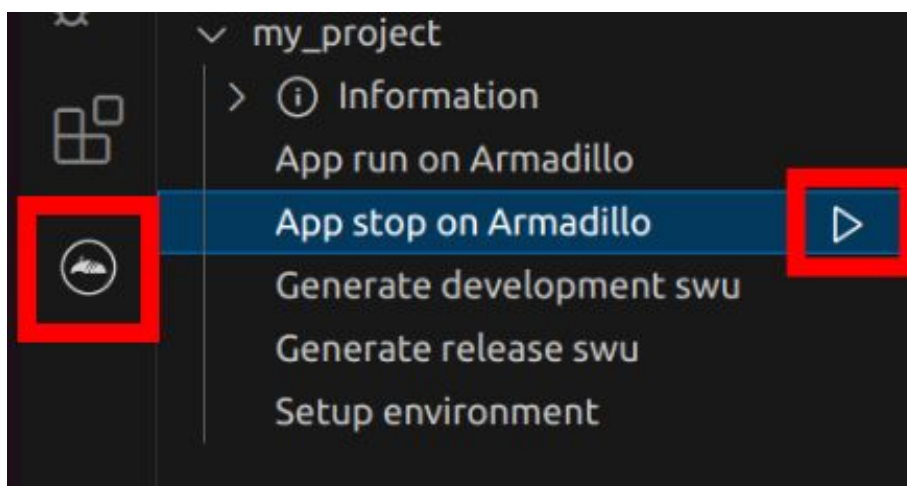 my_project
Information
App run on Armadillo
App stop on Armadillo
Generate development swu
Generate release swu
Setup environment